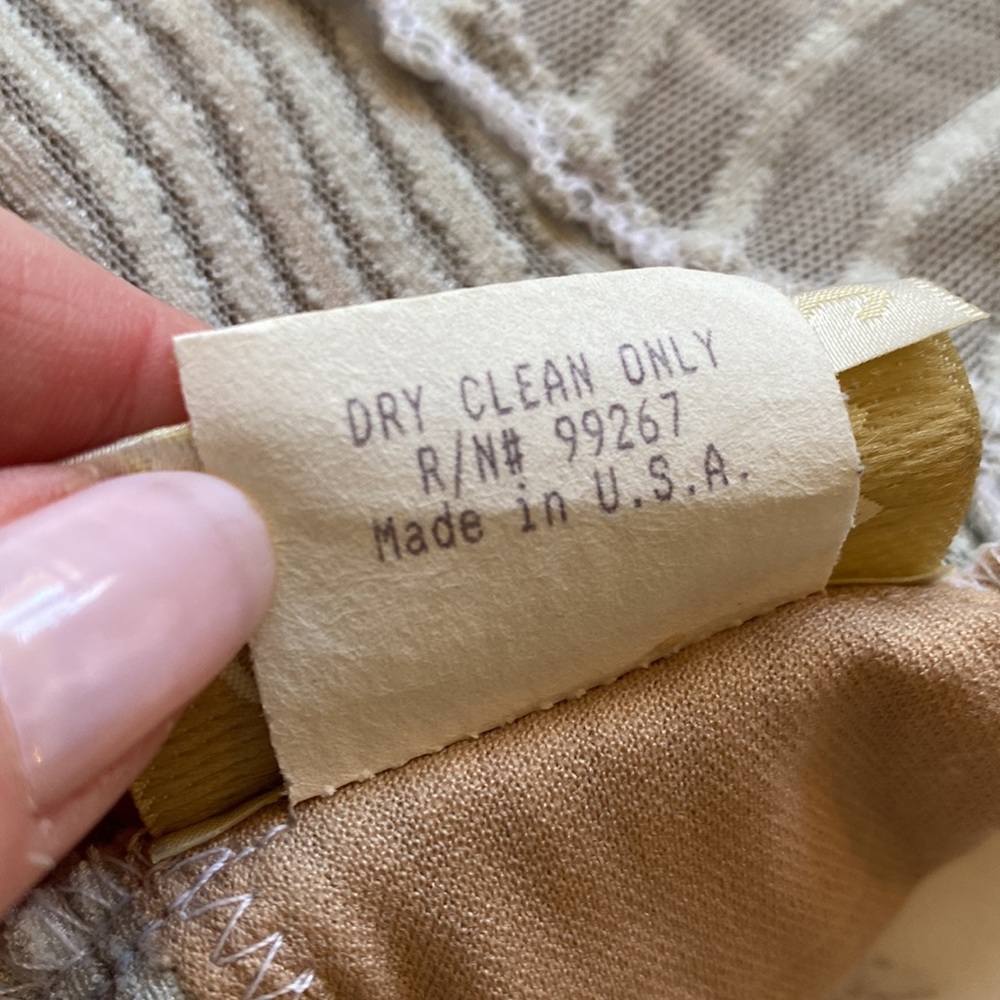 DRY CLEAN ONLY
R/N# 99267
Made in U.S.A.